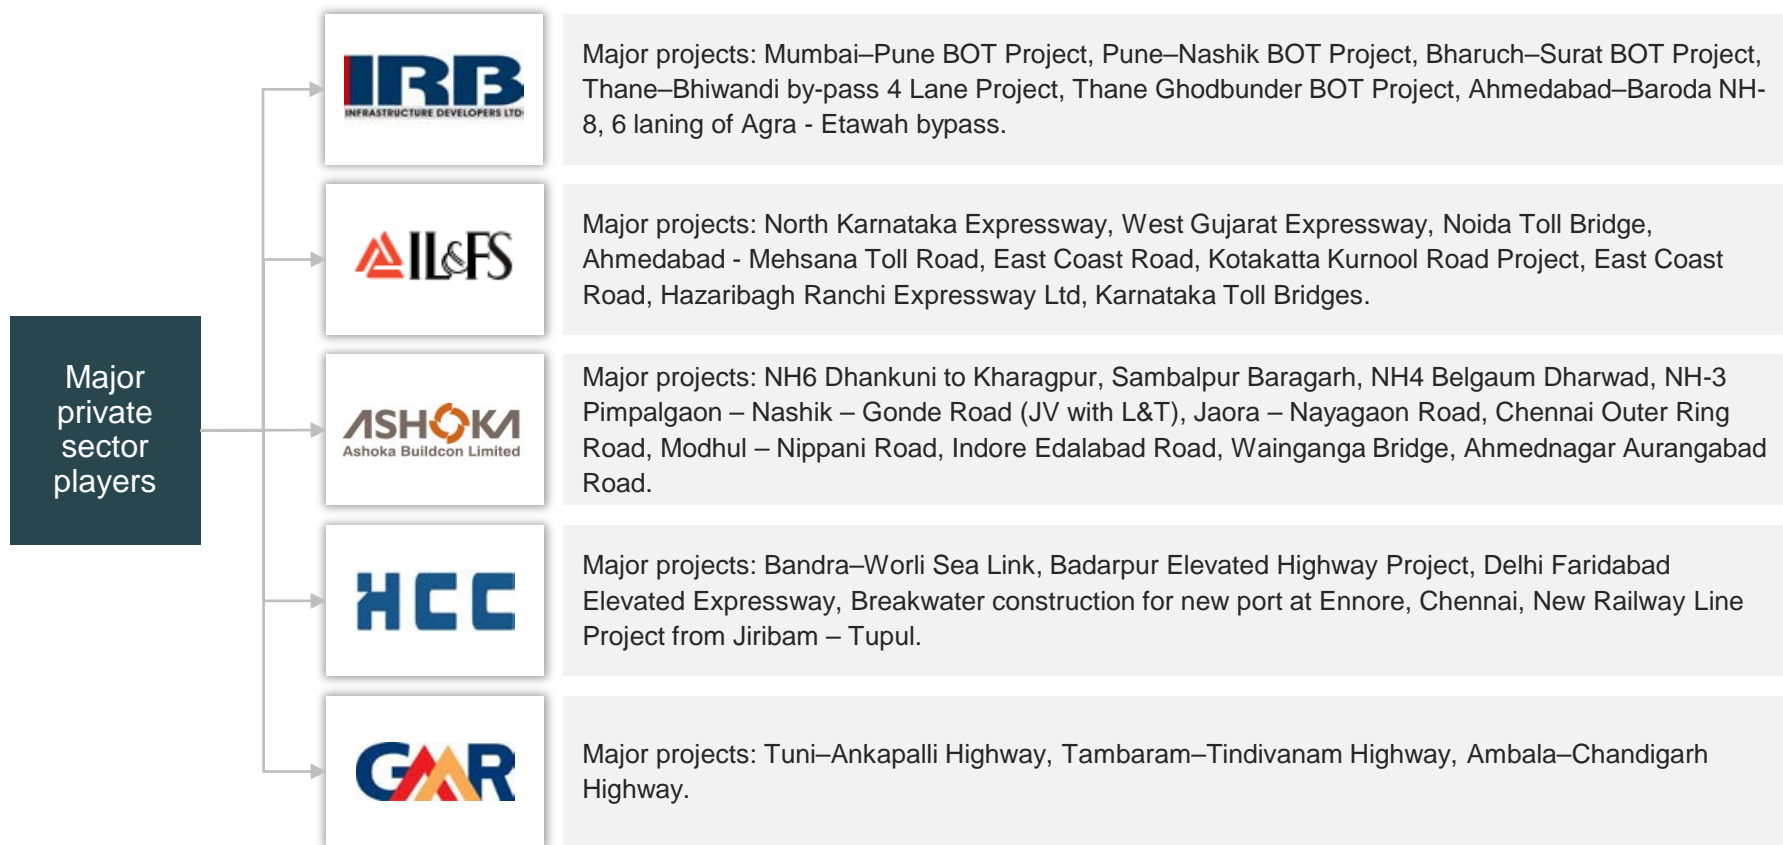 IRB
INFRASTRUCTURE DEVELOPERS LTD
Major projects: Mumbai–Pune BOT Project, Pune–Nashik BOT Project, Bharuch–Surat BOT Project,
Thane–Bhiwandi by-pass 4 Lane Project, Thane Ghodbunder BOT Project, Ahmedabad–Baroda NH-
8, 6 laning of Agra - Etawah bypass.
IL&FS
Major projects: North Karnataka Expressway, West Gujarat Expressway, Noida Toll Bridge,
Ahmedabad - Mehsana Toll Road, East Coast Road, Kotakatta Kurnool Road Project, East Coast
Road, Hazaribagh Ranchi Expressway Ltd, Karnataka Toll Bridges.
Major
private
sector
players
ASHOKA
Ashoka Buildcon Limited
Major projects: NH6 Dhankuni to Kharagpur, Sambalpur Baragarh, NH4 Belgaum Dharwad, NH-3
Pimpalgaon – Nashik – Gonde Road (JV with L&T), Jaora – Nayagaon Road, Chennai Outer Ring
Road, Modhul – Nippani Road, Indore Edalabad Road, Wainganga Bridge, Ahmednagar Aurangabad
Road.
HCC
Major projects: Bandra–Worli Sea Link, Badarpur Elevated Highway Project, Delhi Faridabad
Elevated Expressway, Breakwater construction for new port at Ennore, Chennai, New Railway Line
Project from Jiribam – Tupul.
GMR
Major projects: Tuni–Ankapalli Highway, Tambaram–Tindivanam Highway, Ambala–Chandigarh
Highway.